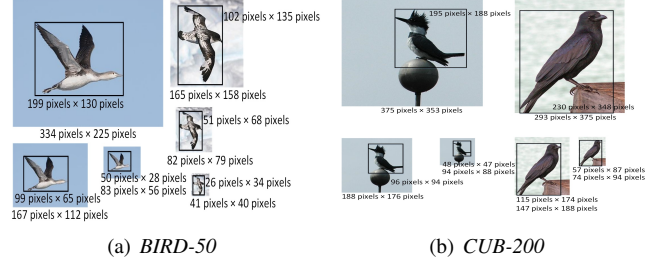 102 pixels × 135 pixels
199 pixels × 130 pixels
165 pixels × 158 pixels
334 pixels × 225 pixels
51 pixels × 68 pixels
82 pixels × 79 pixels
50 pixels × 28 pixels
83 pixels × 56 pixels
26 pixels × 34 pixels
41 pixels × 40 pixels
99 pixels × 65 pixels
167 pixels × 112 pixels
(a) BIRD-50
195 pixels × 188 pixels
375 pixels × 353 pixels
230 pixels × 348 pixels
293 pixels × 375 pixels
48 pixels × 47 pixels
94 pixels × 88 pixels
96 pixels × 94 pixels
188 pixels × 176 pixels
57 pixels × 87 pixels
74 pixels × 94 pixels
115 pixels × 174 pixels
147 pixels × 188 pixels
(b) CUB-200